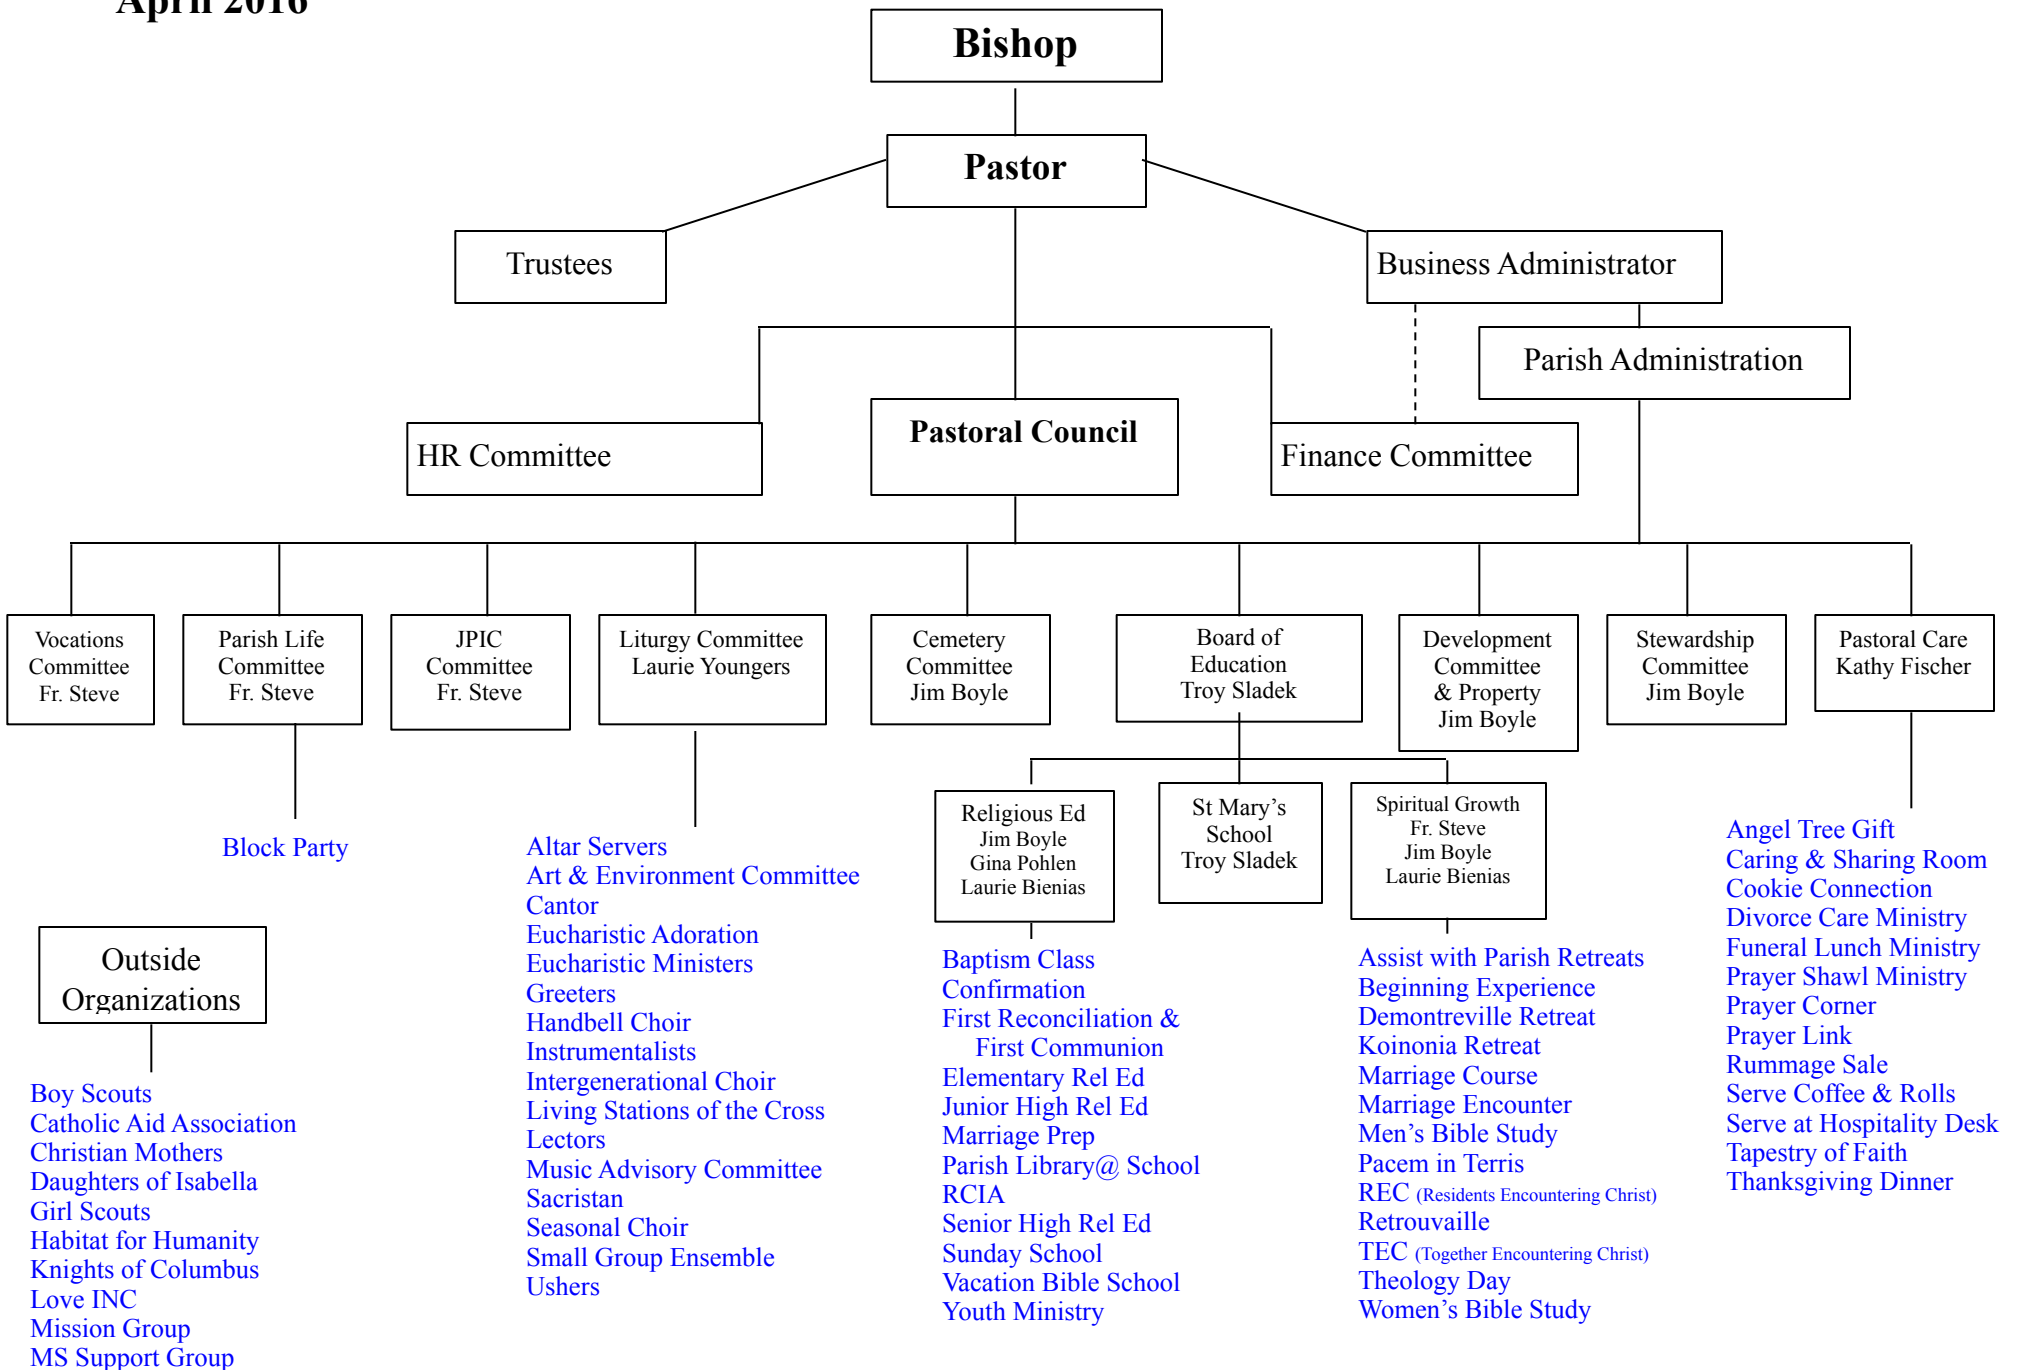 April 2016
Bishop
Pastor
Trustees
Business Administrator
Parish Administration
HR Committee
Pastoral Council
Finance Committee
Vocations
Committee
Fr. Steve
Parish Life
Committee
Fr. Steve
JPIC
Committee
Fr. Steve
Liturgy Committee
Laurie Youngers
Cemetery
Committee
Jim Boyle
Board of
Education
Troy Sladek
Development
Committee
& Property
Jim Boyle
Stewardship
Committee
Jim Boyle
Pastoral Care
Kathy Fischer
Block Party
Outside
Organizations
Boy Scouts
Catholic Aid Association
Christian Mothers
Daughters of Isabella
Girl Scouts
Habitat for Humanity
Knights of Columbus
Love INC
Mission Group
MS Support Group
Altar Servers
Art & Environment Committee
Cantor
Eucharistic Adoration
Eucharistic Ministers
Greeters
Handbell Choir
Instrumentalists
Intergenerational Choir
Living Stations of the Cross
Lectors
Music Advisory Committee
Sacristan
Seasonal Choir
Small Group Ensemble
Ushers
Religious Ed
Jim Boyle
Gina Pohlen
Laurie Bienias
Baptism Class
Confirmation
First Reconciliation &
First Communion
Elementary Rel Ed
Junior High Rel Ed
Marriage Prep
Parish Library@ School
RCIA
Senior High Rel Ed
Sunday School
Vacation Bible School
Youth Ministry
St Mary’s
School
Troy Sladek
Spiritual Growth
Fr. Steve
Jim Boyle
Laurie Bienias
Assist with Parish Retreats
Beginning Experience
Demontreville Retreat
Koinonia Retreat
Marriage Course
Marriage Encounter
Men’s Bible Study
Pacem in Terris
REC (Residents Encountering Christ)
Retrouvaille
TEC (Together Encountering Christ)
Theology Day
Women’s Bible Study
Angel Tree Gift
Caring & Sharing Room
Cookie Connection
Divorce Care Ministry
Funeral Lunch Ministry
Prayer Shawl Ministry
Prayer Corner
Prayer Link
Rummage Sale
Serve Coffee & Rolls
Serve at Hospitality Desk
Tapestry of Faith
Thanksgiving Dinner